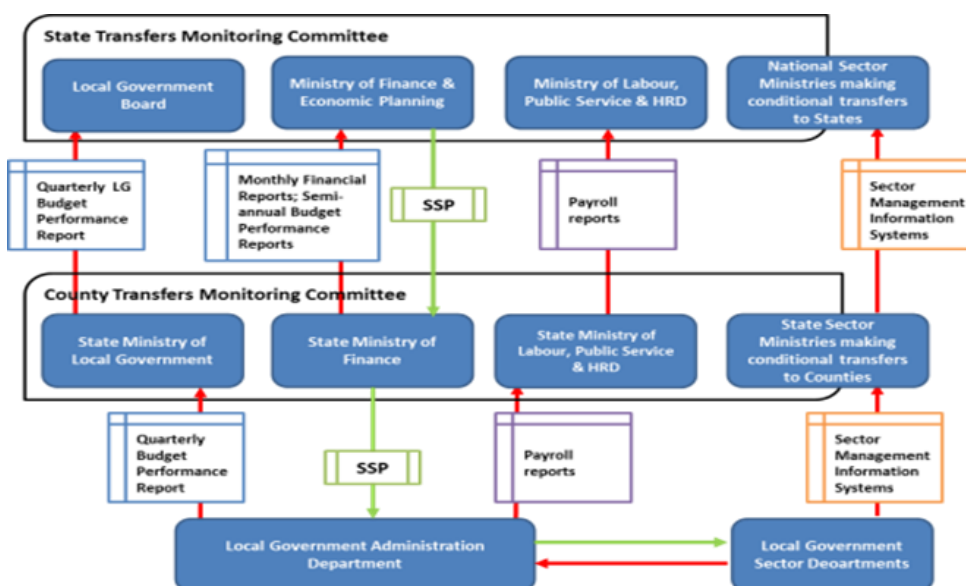 State Transfers Monitoring Committee
Local Government
Board
Ministry of Finance &
Economic Planning
Ministry of Labour,
Public Service & HRD
National Sector
Ministries making
conditional transfers
to States
Quarterly LG
Budget
Performance
Report
Monthly Financial
Reports; Semi-
annual Budget
Performance
Reports
SSP
Payroll
reports
Sector
Management
Information
Systems
County Transfers Monitoring Committee
State Ministry of
Local Government
State Ministry of
Finance
State Ministry of
Labour, Public Service
& HRD
State Sector
Ministries making
conditional transfers
to Counties
Quarterly
Budget
Performance
Report
SSP
Payroll
reports
Sector
Management
Information
Systems
Local Government Administration
Department
Local Government
Sector Deoartments